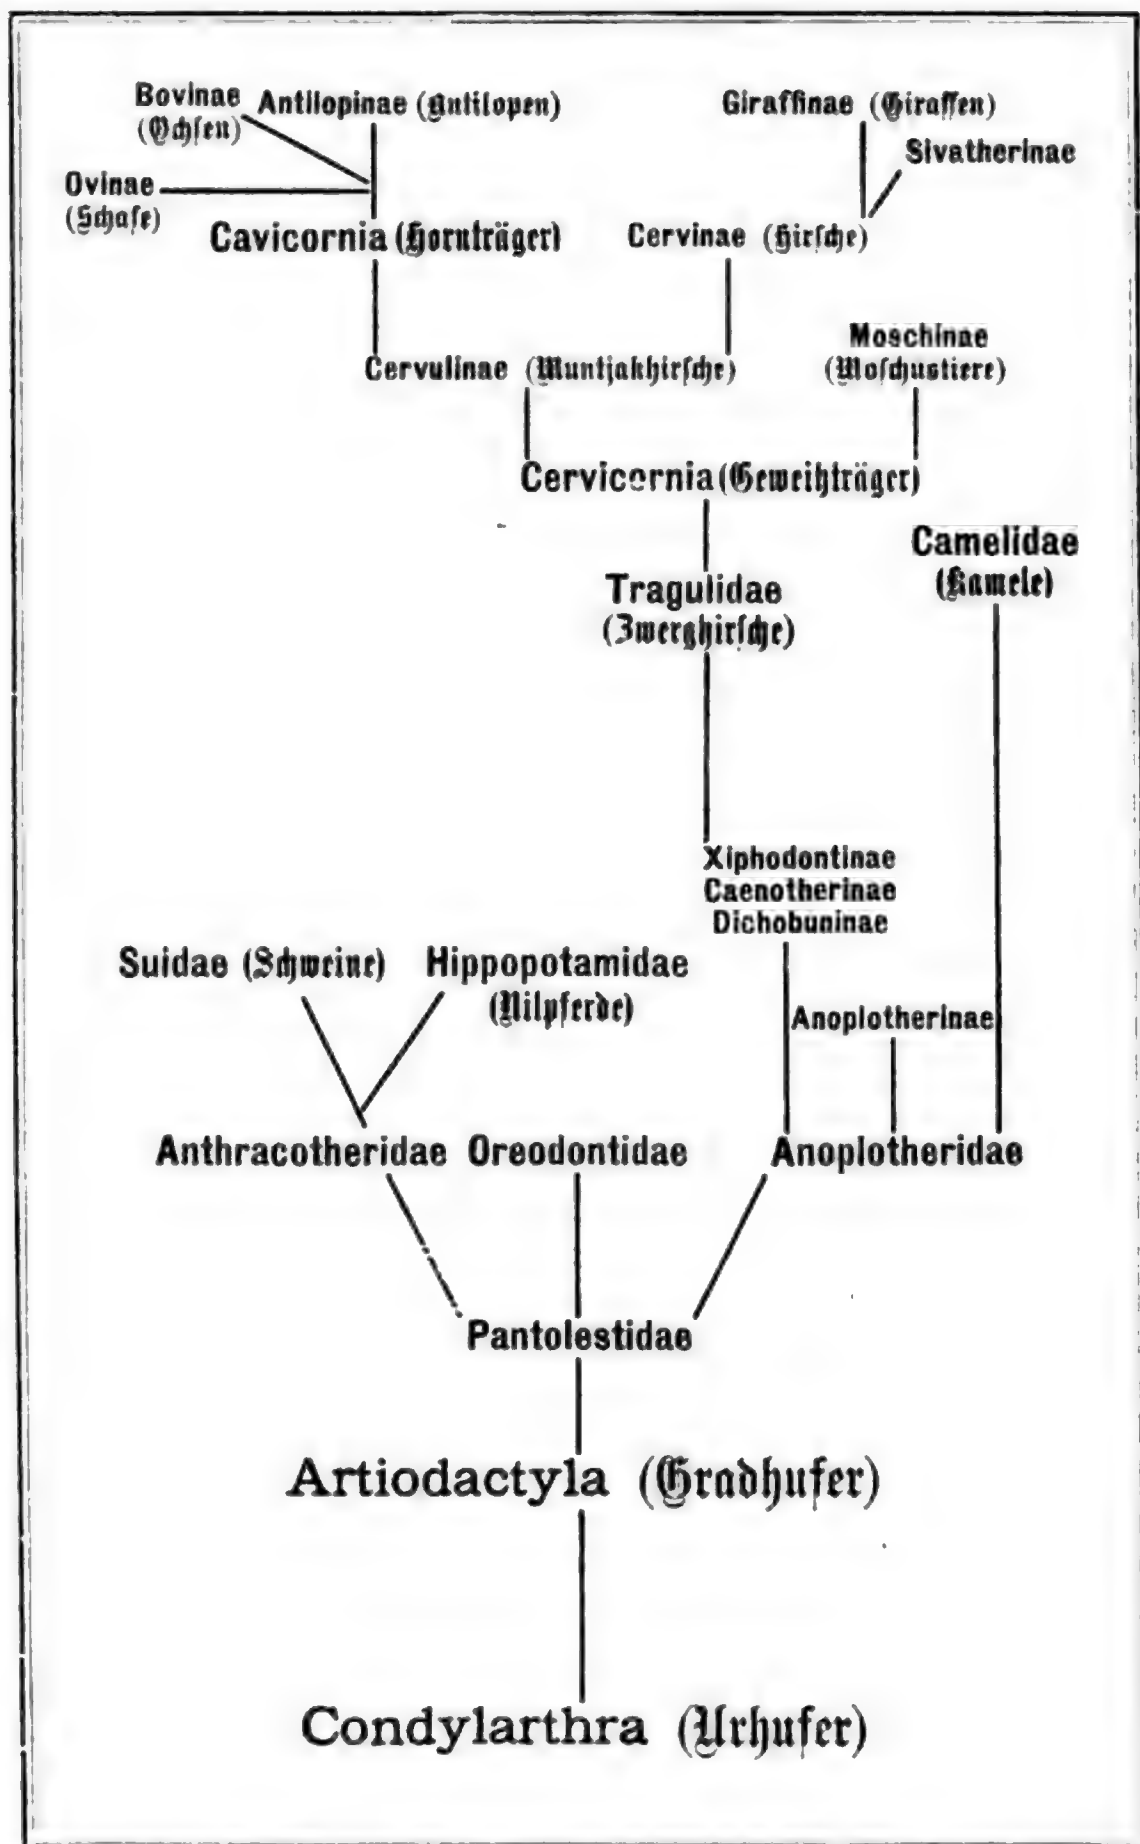 Bovinae Antilopinae (Antilopen)
(Ochsen)
Giraffinae (Giraffen)
Sivatherinae
Ovinae
(Schafe)
Cavicornia (Hornträger)
Cervinae (Hirsche)
Moschinae
(Moschustiere)
Cervulinae (Muntjakhirsche)
Cervicornia (Geweihträger)
Camelidae
(Kamele)
Tragulidae
(Zwerghirsche)
Xiphodontinae
Caenotherinae
Dichobuninae
Suidae (Schweine)
Hippopotamidae
(Nilpferde)
Anoplotherinae
Anthracotheridae Oreodontidae Anoplotheridae
Pantolestidae
Artiodactyla (Gradhufer)
Condylarthra (Urhufer)